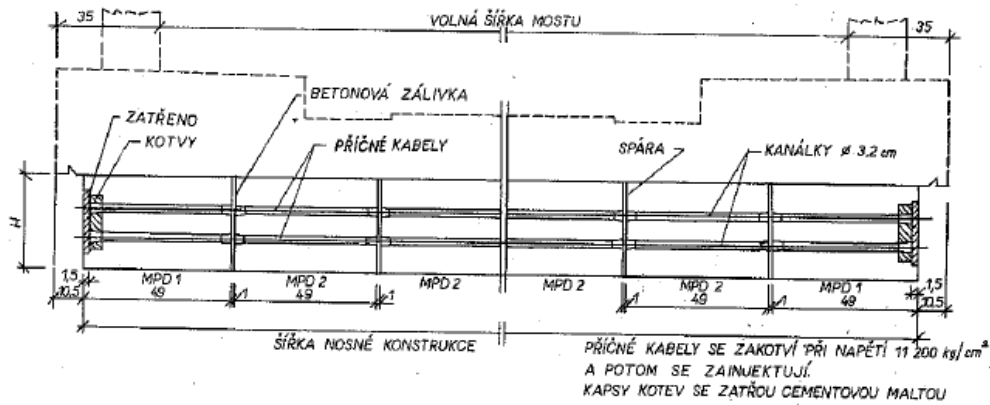 35
VOLNÁ ŠÍŘKA MOSTU
35
BETONOVÁ ZÁLIVKA
ZATŘENO
KOTVY
PŘÍČNÉ KABELY
SPÁRA
KANÁLKY ø 3,2 cm
H
1,5
10,5
MPD 1
49
1
MPD 2
49
1
MPD 2
MPD 2
1
MPD 2
49
1
MPD 1
49
1,5
10,5
ŠÍŘKA NOSNÉ KONSTRUKCE
PŘÍČNÉ KABELY SE ZAKOTVÍ PŘI NAPĚTÍ 11 200 kg/cm²
A POTOM SE ZAINJEKTUJÍ.
KAPSY KOTEV SE ZATŘOU CEMENTOVOU MALTOU